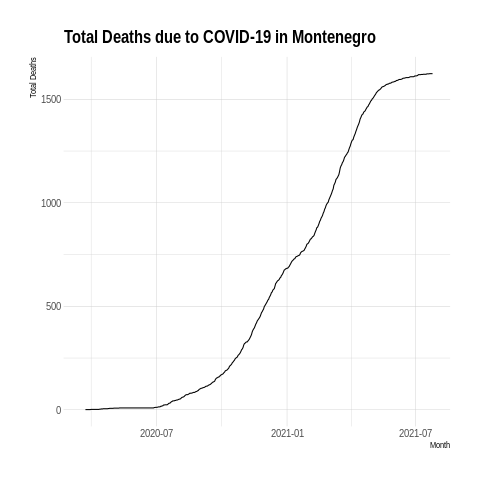 Total Deaths due to COVID-19 in Montenegro
Total Deaths
1500
1000
500
0
2020-07
2021-01
2021-07
Month